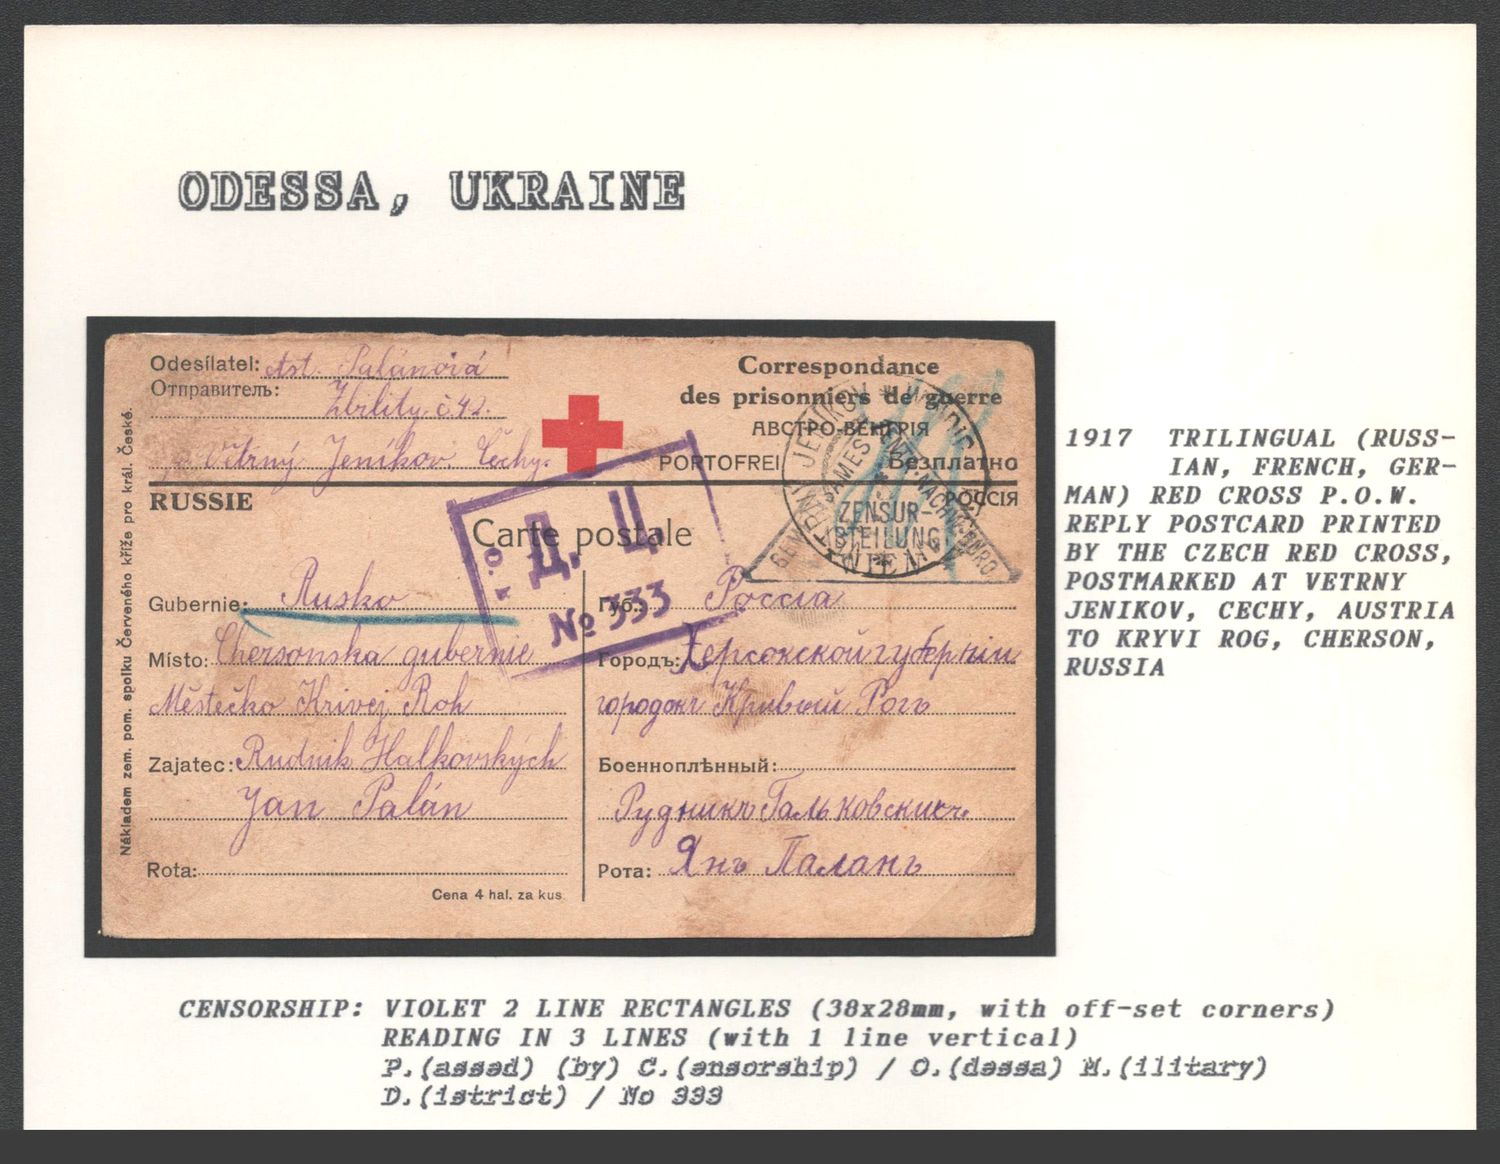 ODESSA, UKRAINE
Odesílatel: Ant. Palánová
Отправитель: Zbility č 42.
Větrný Jeníkov. Čechy.
Correspondance
des prisonniers de guerre
АВСТРО-ВЕНГРІЯ
PORTOFREI
Безплатно
РОССІЯ
RUSSIE
Carte postale
Д. Ц.
О.
№ 333
ZENSUR-
ABTEILUNG
WIEN
Gubernie: Rusko
Místo: Chersonska gubernie
Městečko Krivej Roh
Zajatec: Rudnik Halkovských
Jan Palán
Rota:
Cena 4 hal. za kus
Губ.: Россіа
Городъ: Херсокской губерніи
городокъ Кривый Рогъ
Боеннопл‌ѣнный:
Рудникъ Гальковскихъ
Рота: Янъ Паланъ
Nákladem zem. pom. spolku Červeného kříže pro král. České.
1917 TRILINGUAL (RUSS-
IAN, FRENCH, GER-
MAN) RED CROSS P.O.W.
REPLY POSTCARD PRINTED
BY THE CZECH RED CROSS,
POSTMARKED AT VETRNY
JENIKOV, CECHY, AUSTRIA
TO KRYVI ROG, CHERSON,
RUSSIA
CENSORSHIP: VIOLET 2 LINE RECTANGLES (38x28mm, with off-set corners)
READING IN 3 LINES (with 1 line vertical)
P.(assed) (by) C.(ensorship) / O.(dessa) M.(ilitary)
D.(istrict) / No 333